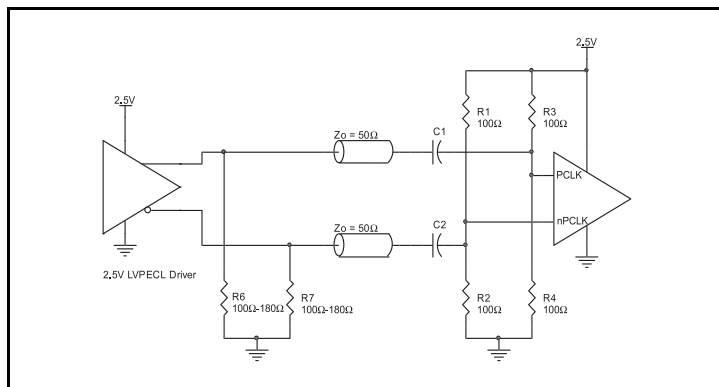 2.5V
2.5V
R1
100Ω
R3
100Ω
Zo = 50Ω
C1
PCLK
Zo = 50Ω
C2
nPCLK
2.5V LVPECL Driver
R6
100Ω-180Ω
R7
100Ω-180Ω
R2
100Ω
R4
100Ω